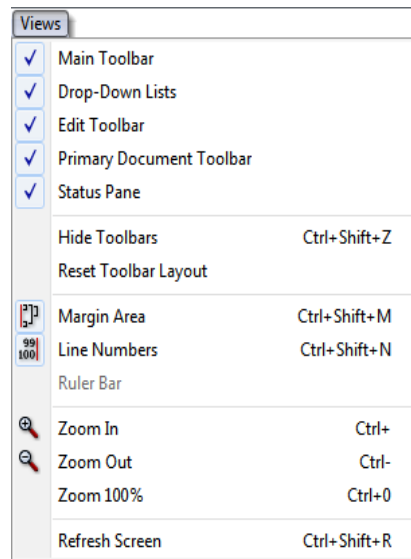 Views
Main Toolbar
Drop-Down Lists
Edit Toolbar
Primary Document Toolbar
Status Pane
Hide Toolbars Ctrl+Shift+Z
Reset Toolbar Layout
Margin Area Ctrl+Shift+M
99
100 Line Numbers Ctrl+Shift+N
Ruler Bar
Zoom In Ctrl+
Zoom Out Ctrl-
Zoom 100% Ctrl+0
Refresh Screen Ctrl+Shift+R